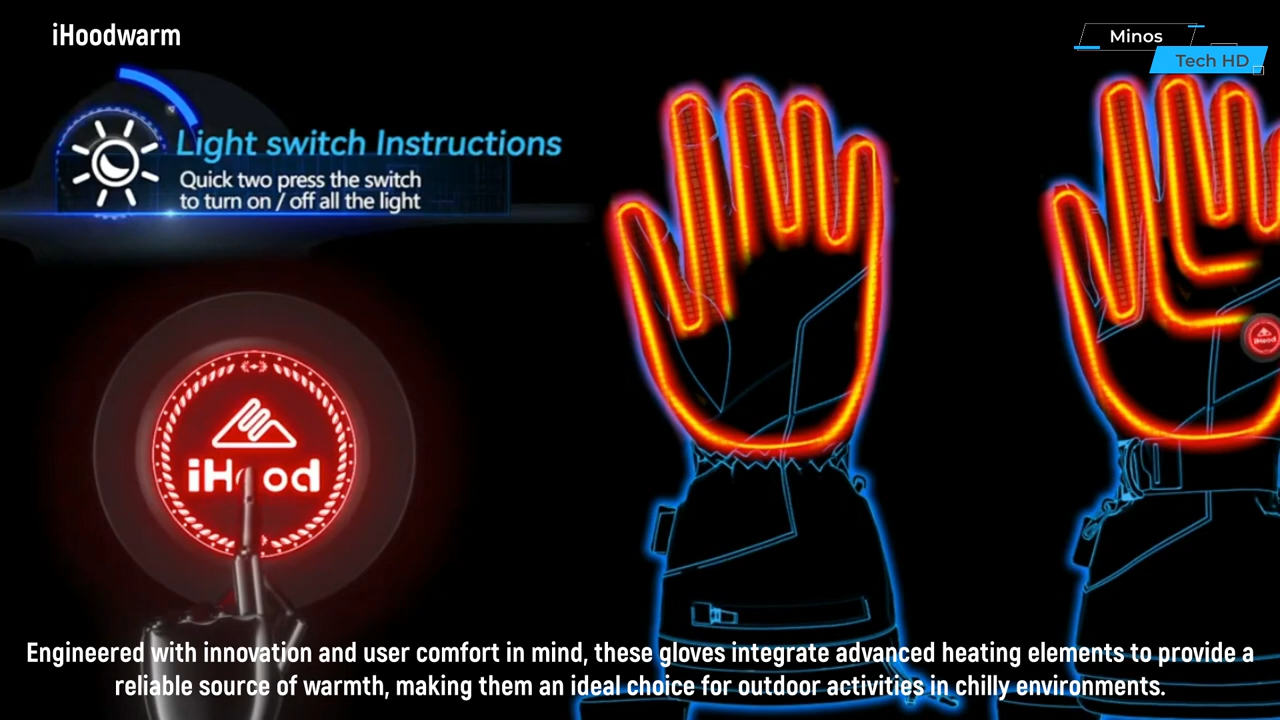 iHoodwarm
Minos
Tech HD
Light switch Instructions
Quick two press the switch
to turn on / off all the light
iHood
iHood
Engineered with innovation and user comfort in mind, these gloves integrate advanced heating elements to provide a
reliable source of warmth, making them an ideal choice for outdoor activities in chilly environments.